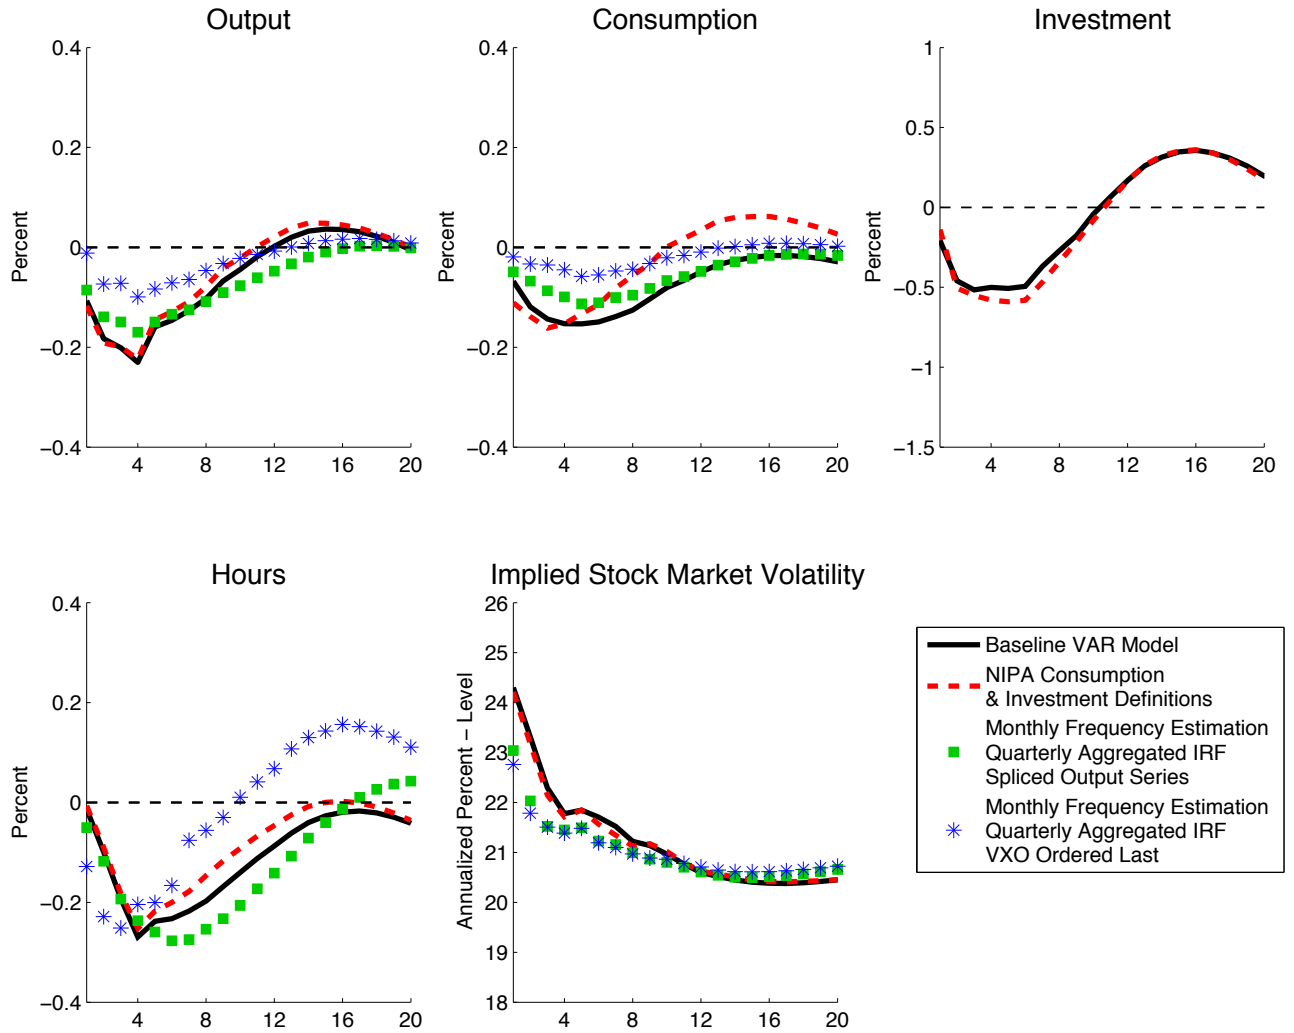 Output
Percent
0.4
0.2
0
−0.2
−0.4
4 8 12 16 20
Consumption
Percent
0.4
0.2
0
−0.2
−0.4
4 8 12 16 20
Investment
Percent
1
0.5
0
−0.5
−1
−1.5
4 8 12 16 20
Hours
Percent
0.4
0.2
0
−0.2
−0.4
4 8 12 16 20
Implied Stock Market Volatility
Annualized Percent − Level
26
25
24
23
22
21
20
19
18
4 8 12 16 20
Baseline VAR Model
NIPA Consumption
& Investment Definitions
Monthly Frequency Estimation
Quarterly Aggregated IRF
Spliced Output Series
Monthly Frequency Estimation
Quarterly Aggregated IRF
VXO Ordered Last